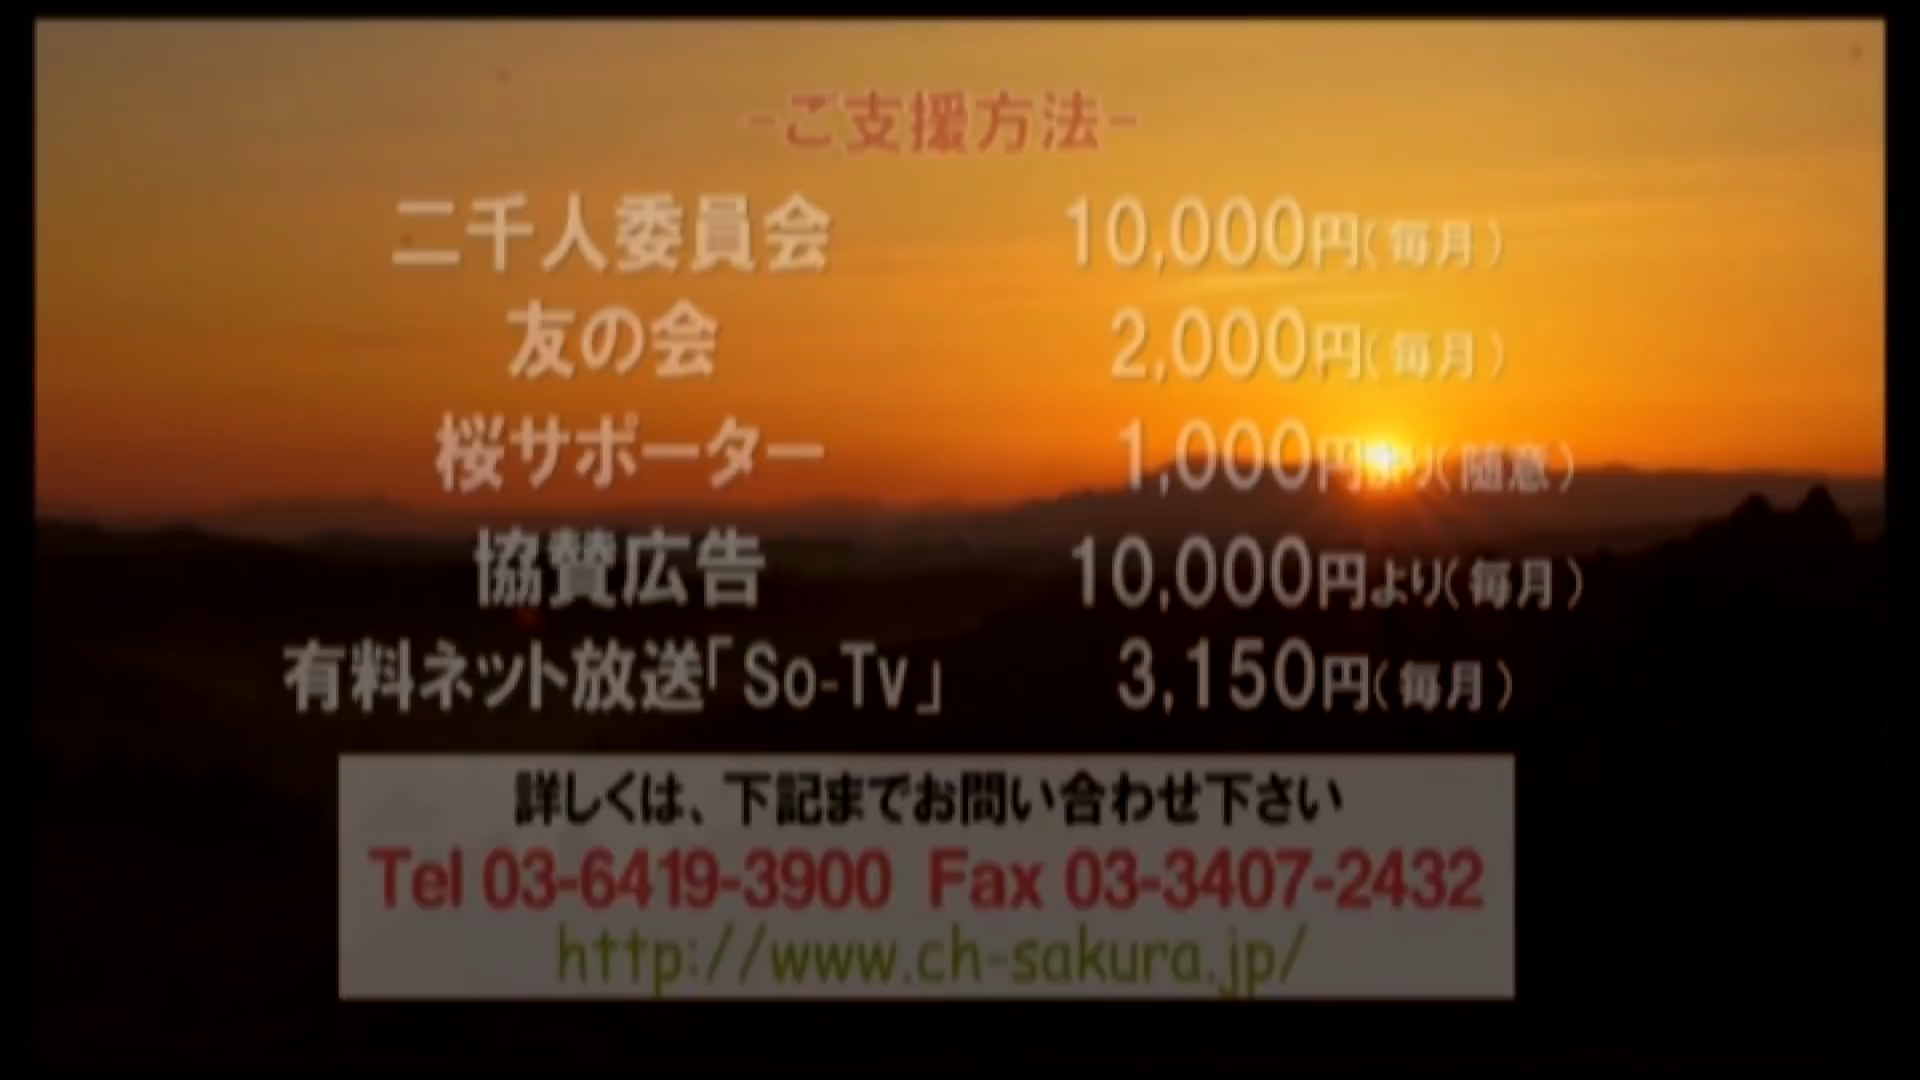 -ご支援方法-
二千人委員会 10,000円(毎月)
友の会 2,000円(毎月)
桜サポーター 1,000円より(随意)
協賛広告 10,000円より(毎月)
有料ネット放送「So-Tv」 3,150円(毎月)
詳しくは、下記までお問い合わせ下さい
Tel 03-6419-3900 Fax 03-3407-2432
http://www.ch-sakura.jp/